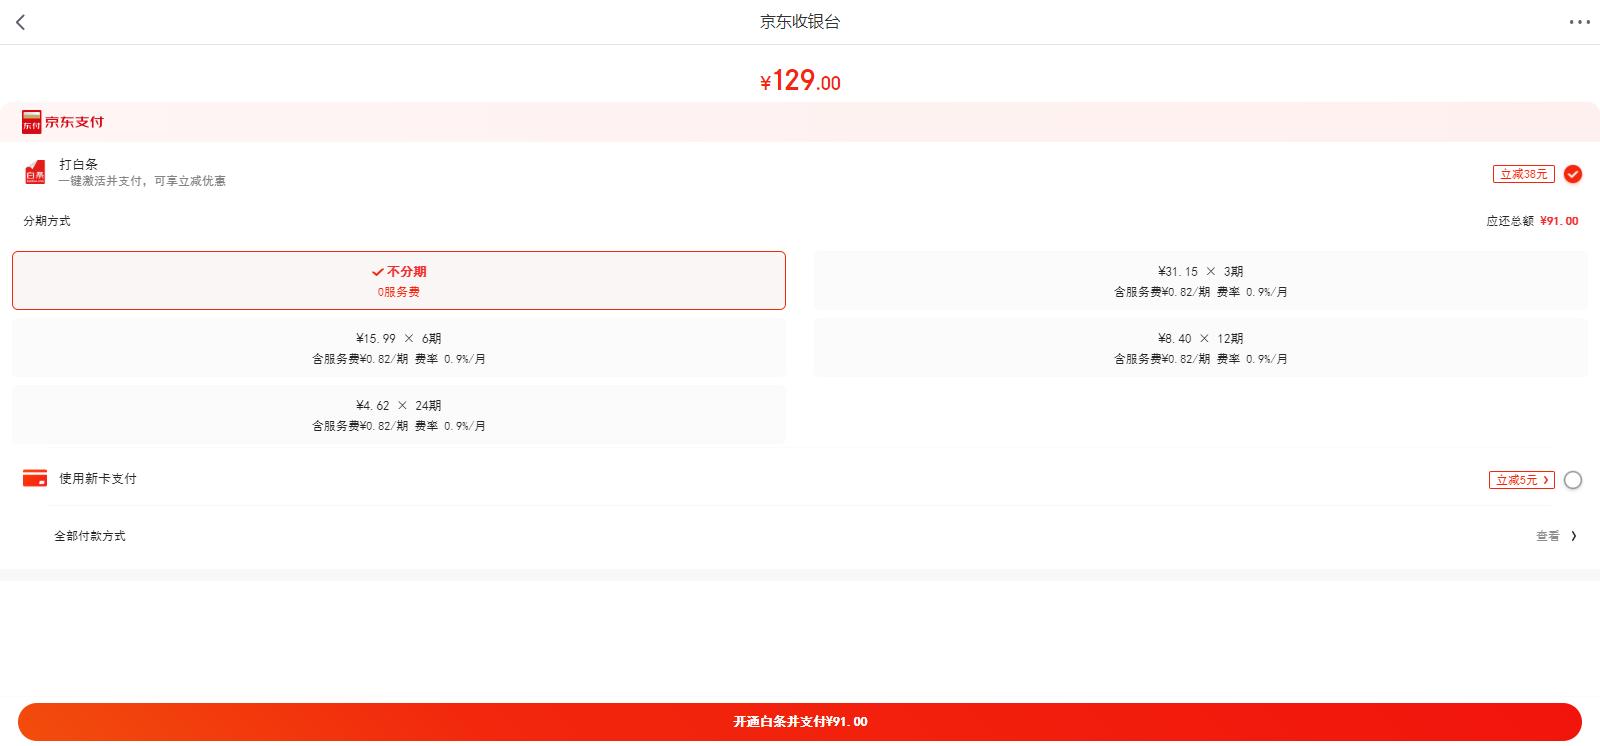 京东收银台
¥129.00
东付 京东支付
白条
打白条
一键激活并支付，可享立减优惠
立减38元
分期方式
应还总额 ¥91.00
不分期
0服务费
¥31.15 × 3期
含服务费¥0.82/期 费率 0.9%/月
¥15.99 × 6期
含服务费¥0.82/期 费率 0.9%/月
¥8.40 × 12期
含服务费¥0.82/期 费率 0.9%/月
¥4.62 × 24期
含服务费¥0.82/期 费率 0.9%/月
使用新卡支付
立减5元
全部付款方式
查看
开通白条并支付¥91.00